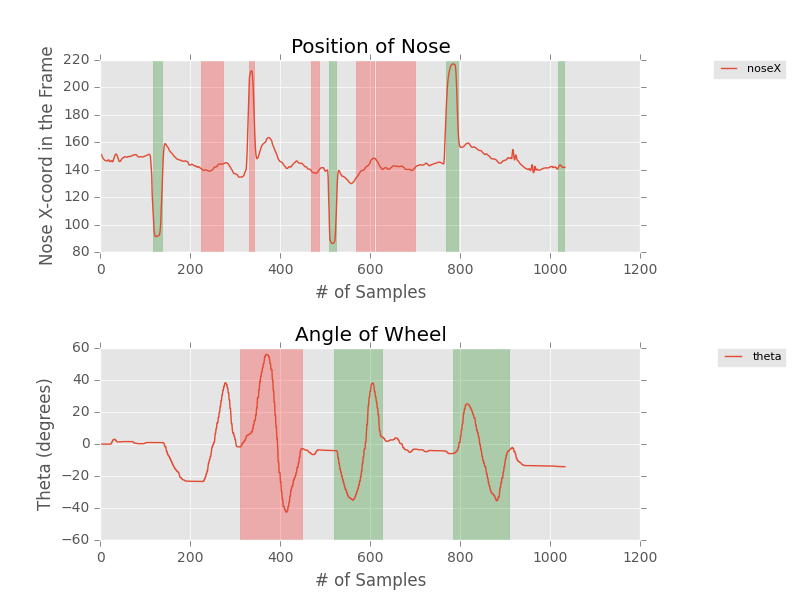 Position of Nose
Nose X-coord in the Frame
220
200
180
160
140
120
100
80
0 200 400 600 800 1000 1200
# of Samples
noseX
Angle of Wheel
Theta (degrees)
60
40
20
0
−20
−40
−60
0 200 400 600 800 1000 1200
# of Samples
theta